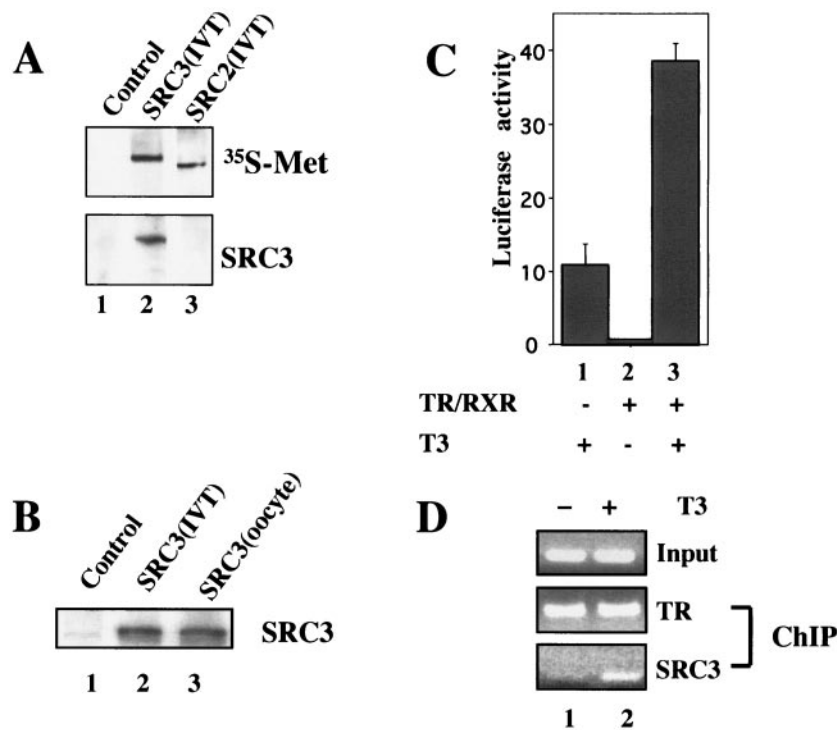 A
Control
SRC3(IVT)
SRC2(IVT)
³⁵S-Met
SRC3
1 2 3
B
Control
SRC3(IVT)
SRC3(oocyte)
SRC3
1 2 3
C
Luciferase activity
40
30
20
10
0
1 2 3
TR/RXR - + +
T3 + - +
D
− + T3
Input
TR
SRC3
ChIP
1 2